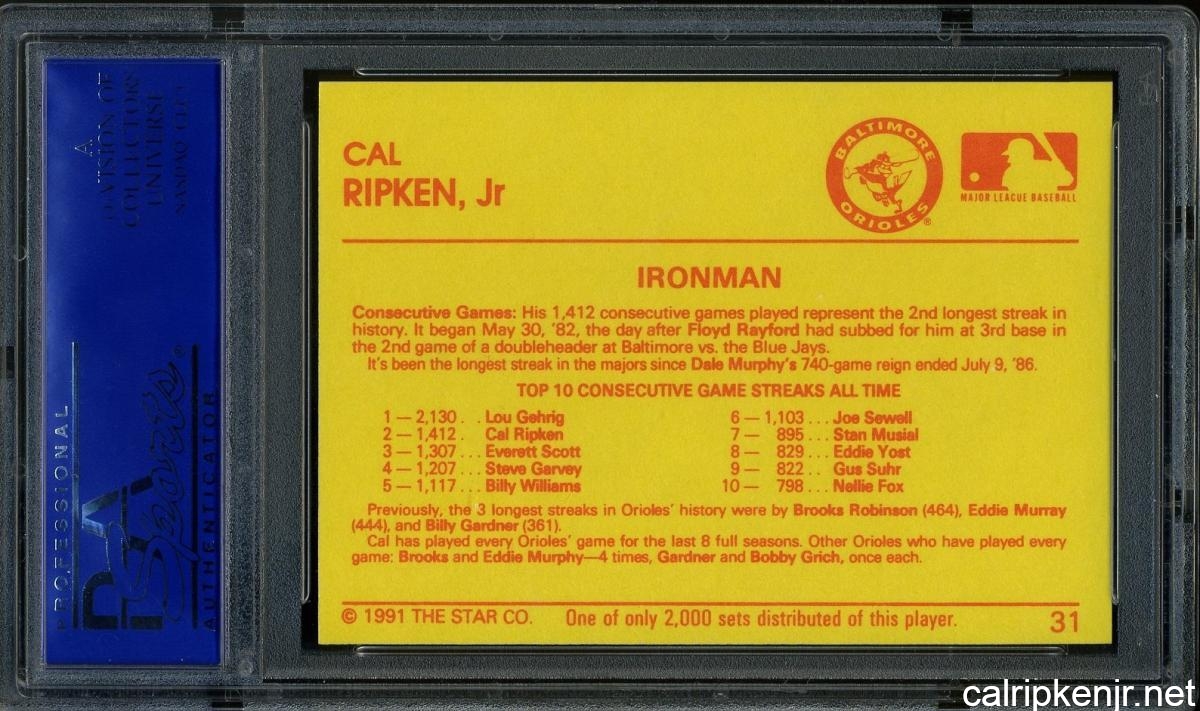 A
DIVISION OF
COLLECTORS
UNIVERSE
NASDAQ: CLCT
PROFESSIONAL
PSA
Sports®
AUTHENTICATOR
CAL
RIPKEN, Jr
BALTIMORE
ORIOLES®
MAJOR LEAGUE BASEBALL
IRONMAN
Consecutive Games: His 1,412 consecutive games played represent the 2nd longest streak in
history. It began May 30, '82, the day after Floyd Rayford had subbed for him at 3rd base in
the 2nd game of a doubleheader at Baltimore vs. the Blue Jays.
It's been the longest streak in the majors since Dale Murphy's 740-game reign ended July 9, '86.
TOP 10 CONSECUTIVE GAME STREAKS ALL TIME
1 — 2,130 . Lou Gehrig
2 — 1,412 . Cal Ripken
3 — 1,307 ... Everett Scott
4 — 1,207 ... Steve Garvey
5 — 1,117 ... Billy Williams
6 — 1,103 ... Joe Sewell
7 — 895 ... Stan Musial
8 — 829 ... Eddie Yost
9 — 822 ... Gus Suhr
10 — 798 ... Nellie Fox
Previously, the 3 longest streaks in Orioles' history were by Brooks Robinson (464), Eddie Murray
(444), and Billy Gardner (361).
Cal has played every Orioles' game for the last 8 full seasons. Other Orioles who have played every
game: Brooks and Eddie Murphy—4 times, Gardner and Bobby Grich, once each.
© 1991 THE STAR CO. One of only 2,000 sets distributed of this player. 31
calripkenjr.net